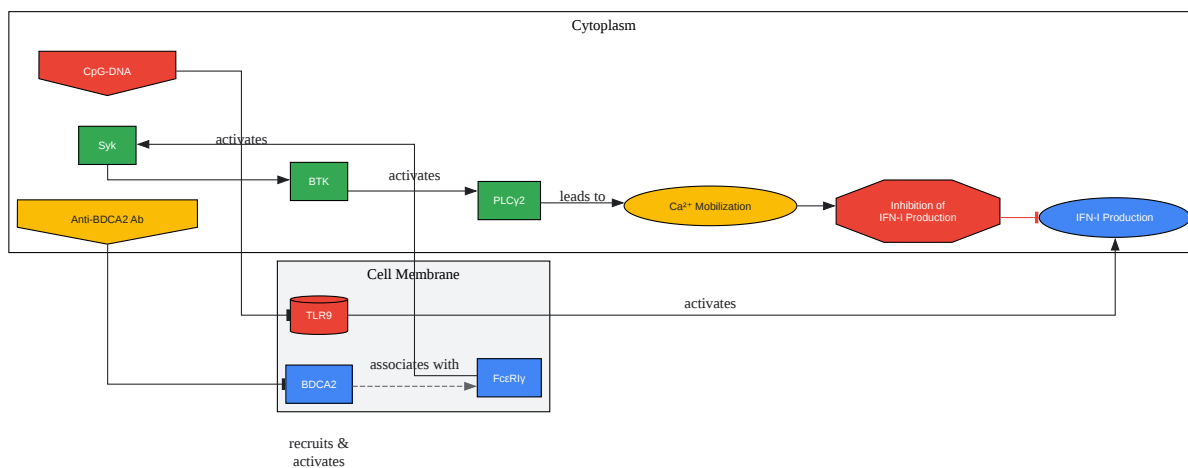 Cytoplasm
CpG-DNA
Syk
activates
BTK
activates
PLCγ2
leads to
Ca²⁺ Mobilization
Inhibition of
IFN-I Production
IFN-I Production
Anti-BDCA2 Ab
Cell Membrane
TLR9
activates
BDCA2
associates with
FcεRIγ
recruits &
activates